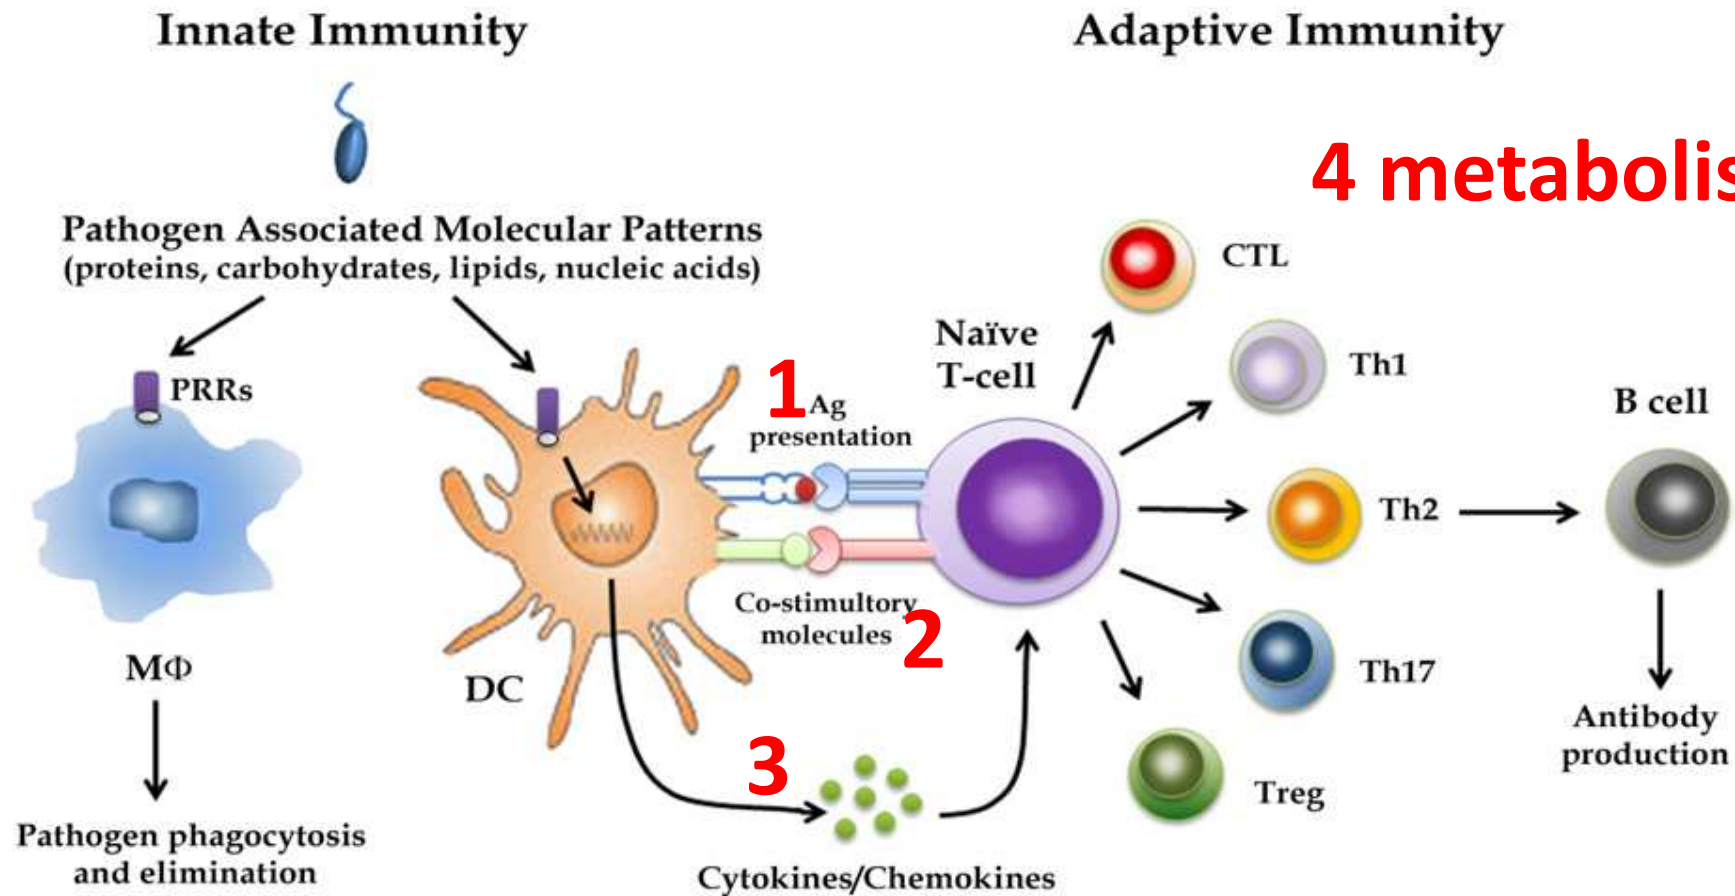 Innate Immunity
Adaptive Immunity
4 metabolis
Pathogen Associated Molecular Patterns
(proteins, carbohydrates, lipids, nucleic acids)
CTL
Naïve
T-cell
Th1
PRRs
1
Ag
presentation
B cell
Th2
Co-stimultory
molecules
2
MΦ
DC
Th17
Antibody
production
3
Treg
Pathogen phagocytosis
and elimination
Cytokines/Chemokines